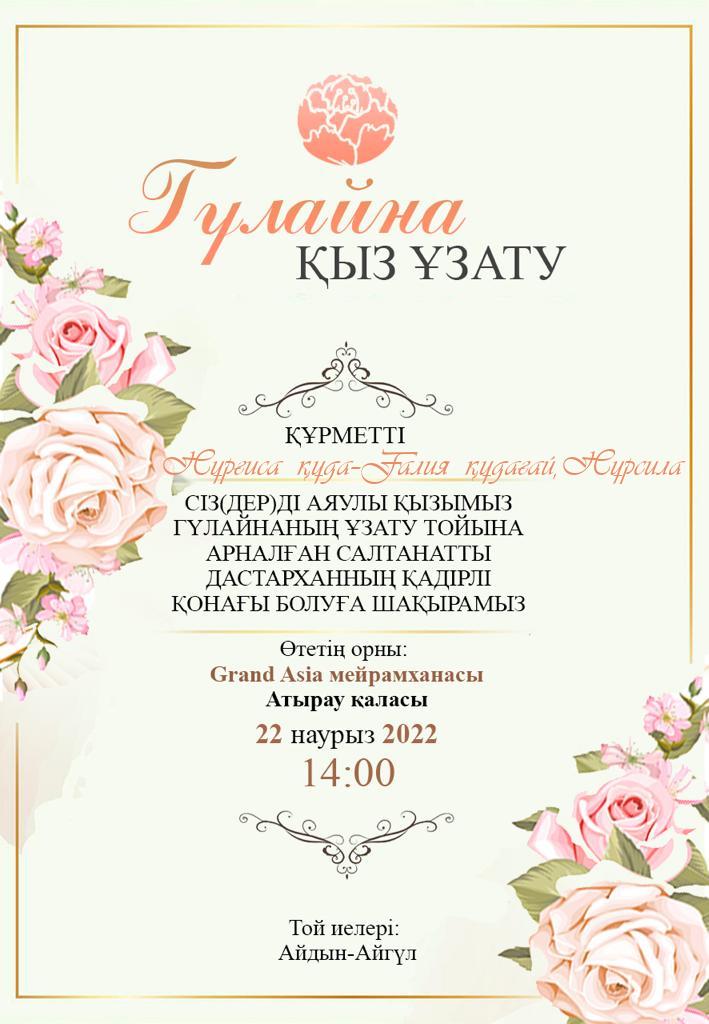 Гүлайна
ҚЫЗ ҰЗАТУ
ҚҰРМЕТТІ
Нұргиса құда-Ғалия құдағай, Нұрсила
СІЗ(ДЕР)ДІ АЯУЛЫ ҚЫЗЫМЫЗ
ГҮЛАЙНАНЫҢ ҰЗАТУ ТОЙЫНА
АРНАЛҒАН САЛТАНАТТЫ
ДАСТАРХАННЫҢ ҚАДІРЛІ
ҚОНАҒЫ БОЛУҒА ШАҚЫРАМЫЗ
Өтетің орны:
Grand Asia мейрамханасы
Атырау қаласы
22 наурыз 2022
14:00
Той иелері:
Айдын-Айгүл